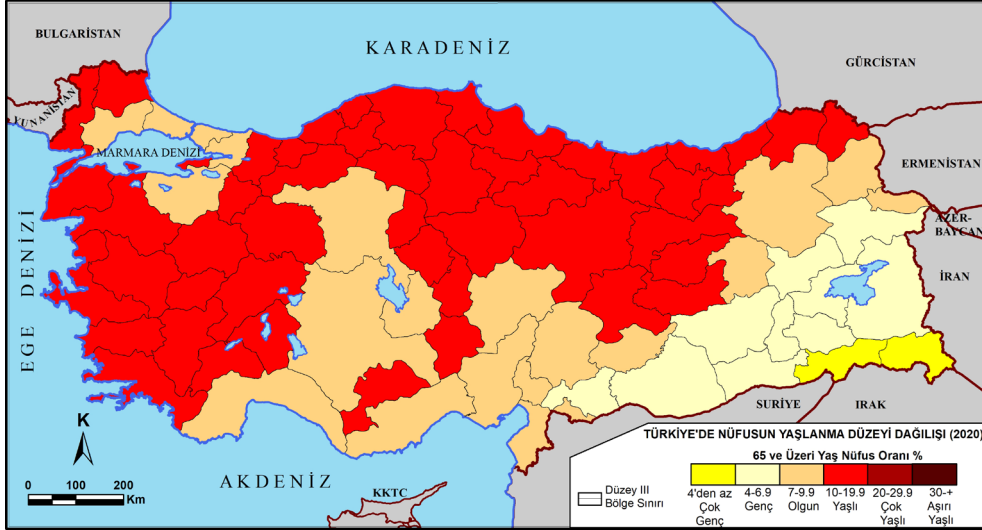 BULGARİSTAN
KARADENİZ
GÜRCİSTAN
YUNANİSTAN
MARMARA DENİZİ
ERMENİSTAN
AZER-
BAYCAN
İRAN
EGE DENİZİ
K
0 100 200
Km
AKDENİZ
KKTC
SURİYE
IRAK
TÜRKİYE'DE NÜFUSUN YAŞLANMA DÜZEYİ DAĞILIŞI (2020)
65 ve Üzeri Yaş Nüfus Oranı %
Düzey III
Bölge Sınırı
4'den az 4-6.9 7-9.9 10-19.9 20-29.9 30-+
Çok Genç Olgun Yaşlı Çok Aşırı
Genç Yaşlı Yaşlı